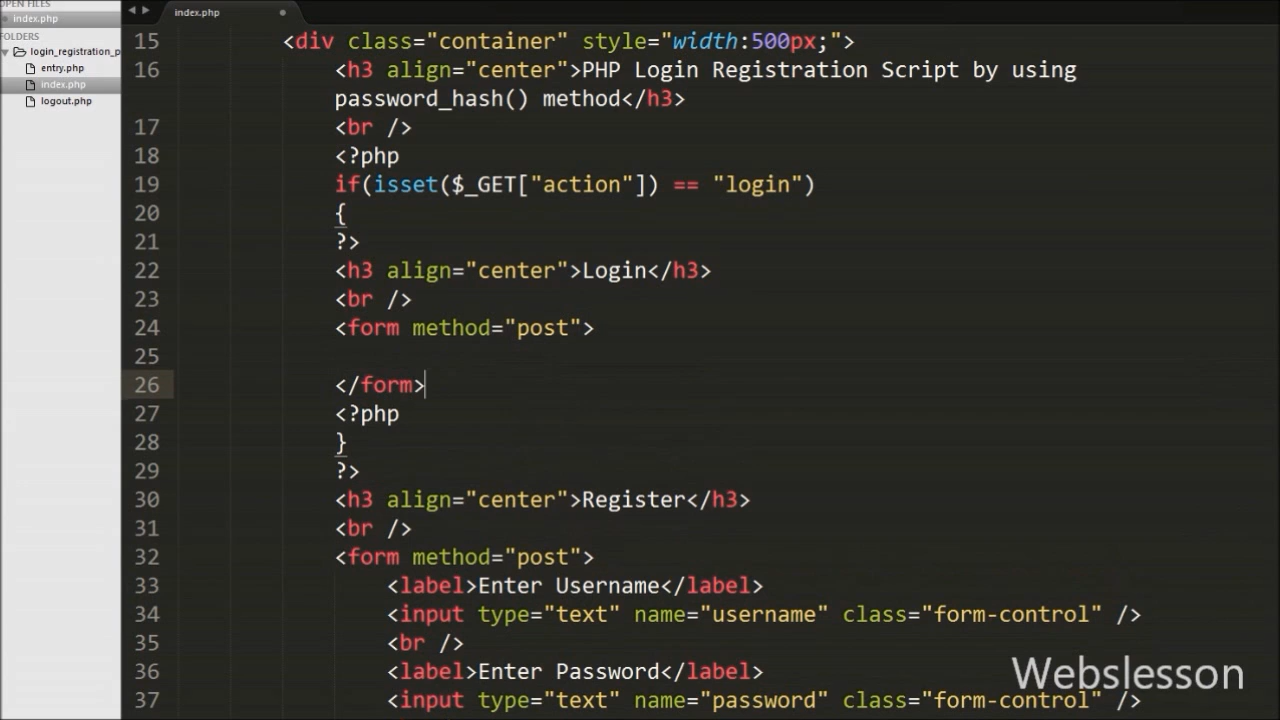 OPEN FILES
index.php
FOLDERS
login_registration_p
entry.php
index.php
logout.php
index.php
15 <div class="container" style="width:500px;">
16 <h3 align="center">PHP Login Registration Script by using
password_hash() method</h3>
17 <br />
18 <?php
19 if(isset($_GET["action"]) == "login")
20 {
21 ?>
22 <h3 align="center">Login</h3>
23 <br />
24 <form method="post">
25
26 </form>
27 <?php
28 }
29 ?>
30 <h3 align="center">Register</h3>
31 <br />
32 <form method="post">
33 <label>Enter Username</label>
34 <input type="text" name="username" class="form-control" />
35 <br />
36 <label>Enter Password</label>
37 <input type="text" name="password" class="form-control" />
Webslesson